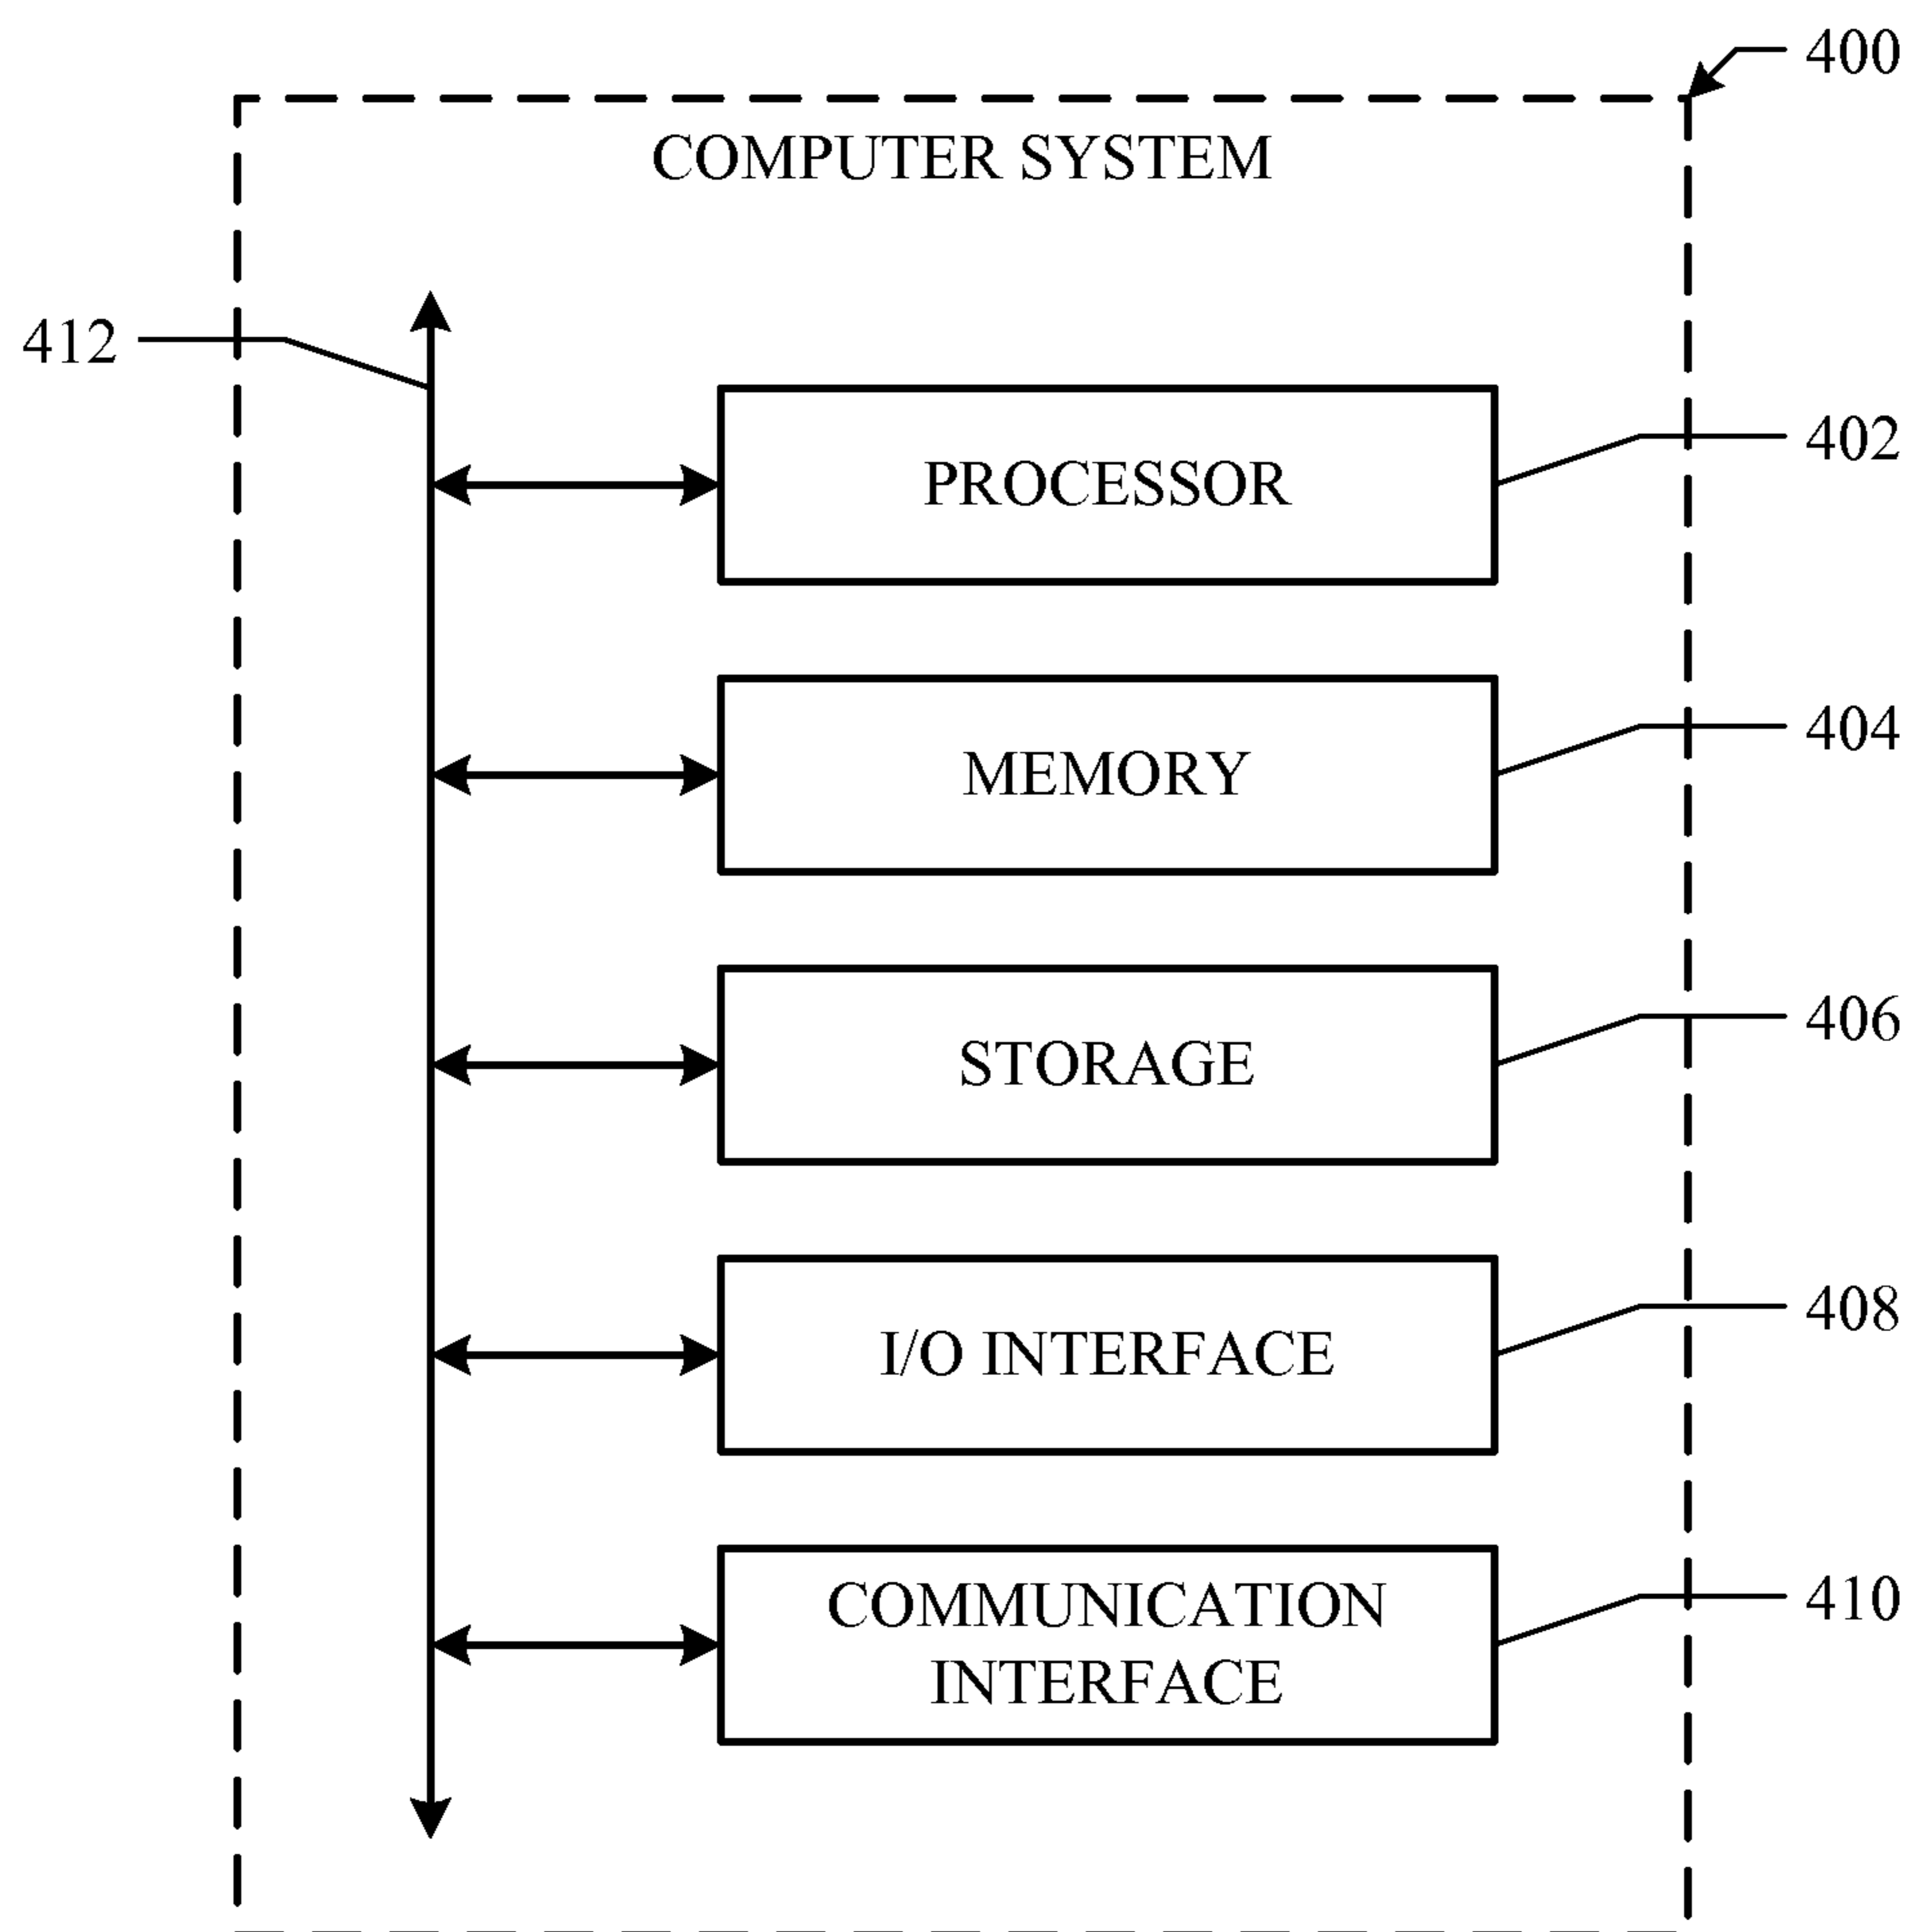 400
COMPUTER SYSTEM
412
PROCESSOR
402
MEMORY
404
STORAGE
406
I/O INTERFACE
408
COMMUNICATION
INTERFACE
410